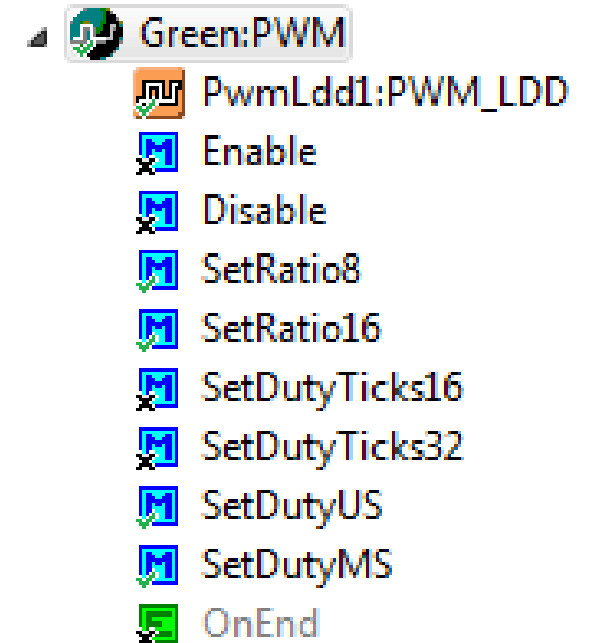 Green:PWM
PwmLdd1:PWM_LDD
Enable
Disable
SetRatio8
SetRatio16
SetDutyTicks16
SetDutyTicks32
SetDutyUS
SetDutyMS
OnEnd